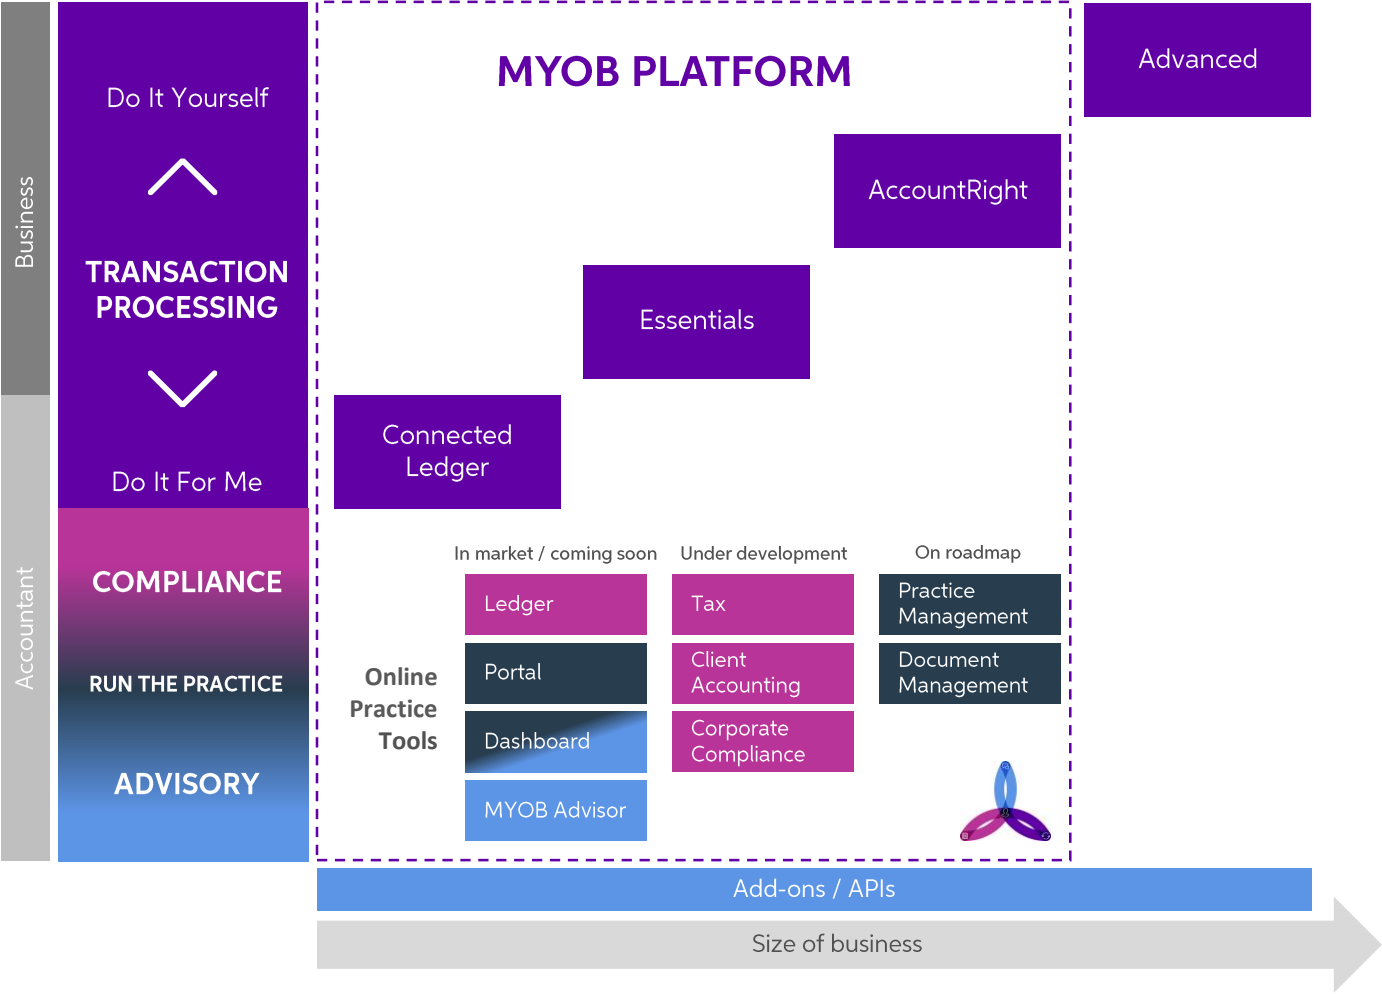 Business
Accountant
Do It Yourself
TRANSACTION
PROCESSING
Do It For Me
COMPLIANCE
RUN THE PRACTICE
ADVISORY
MYOB PLATFORM
Advanced
AccountRight
Essentials
Connected
Ledger
In market / coming soon
Under development
On roadmap
Online
Practice
Tools
Ledger
Portal
Dashboard
MYOB Advisor
Tax
Client
Accounting
Corporate
Compliance
Practice
Management
Document
Management
Add-ons / APIs
Size of business